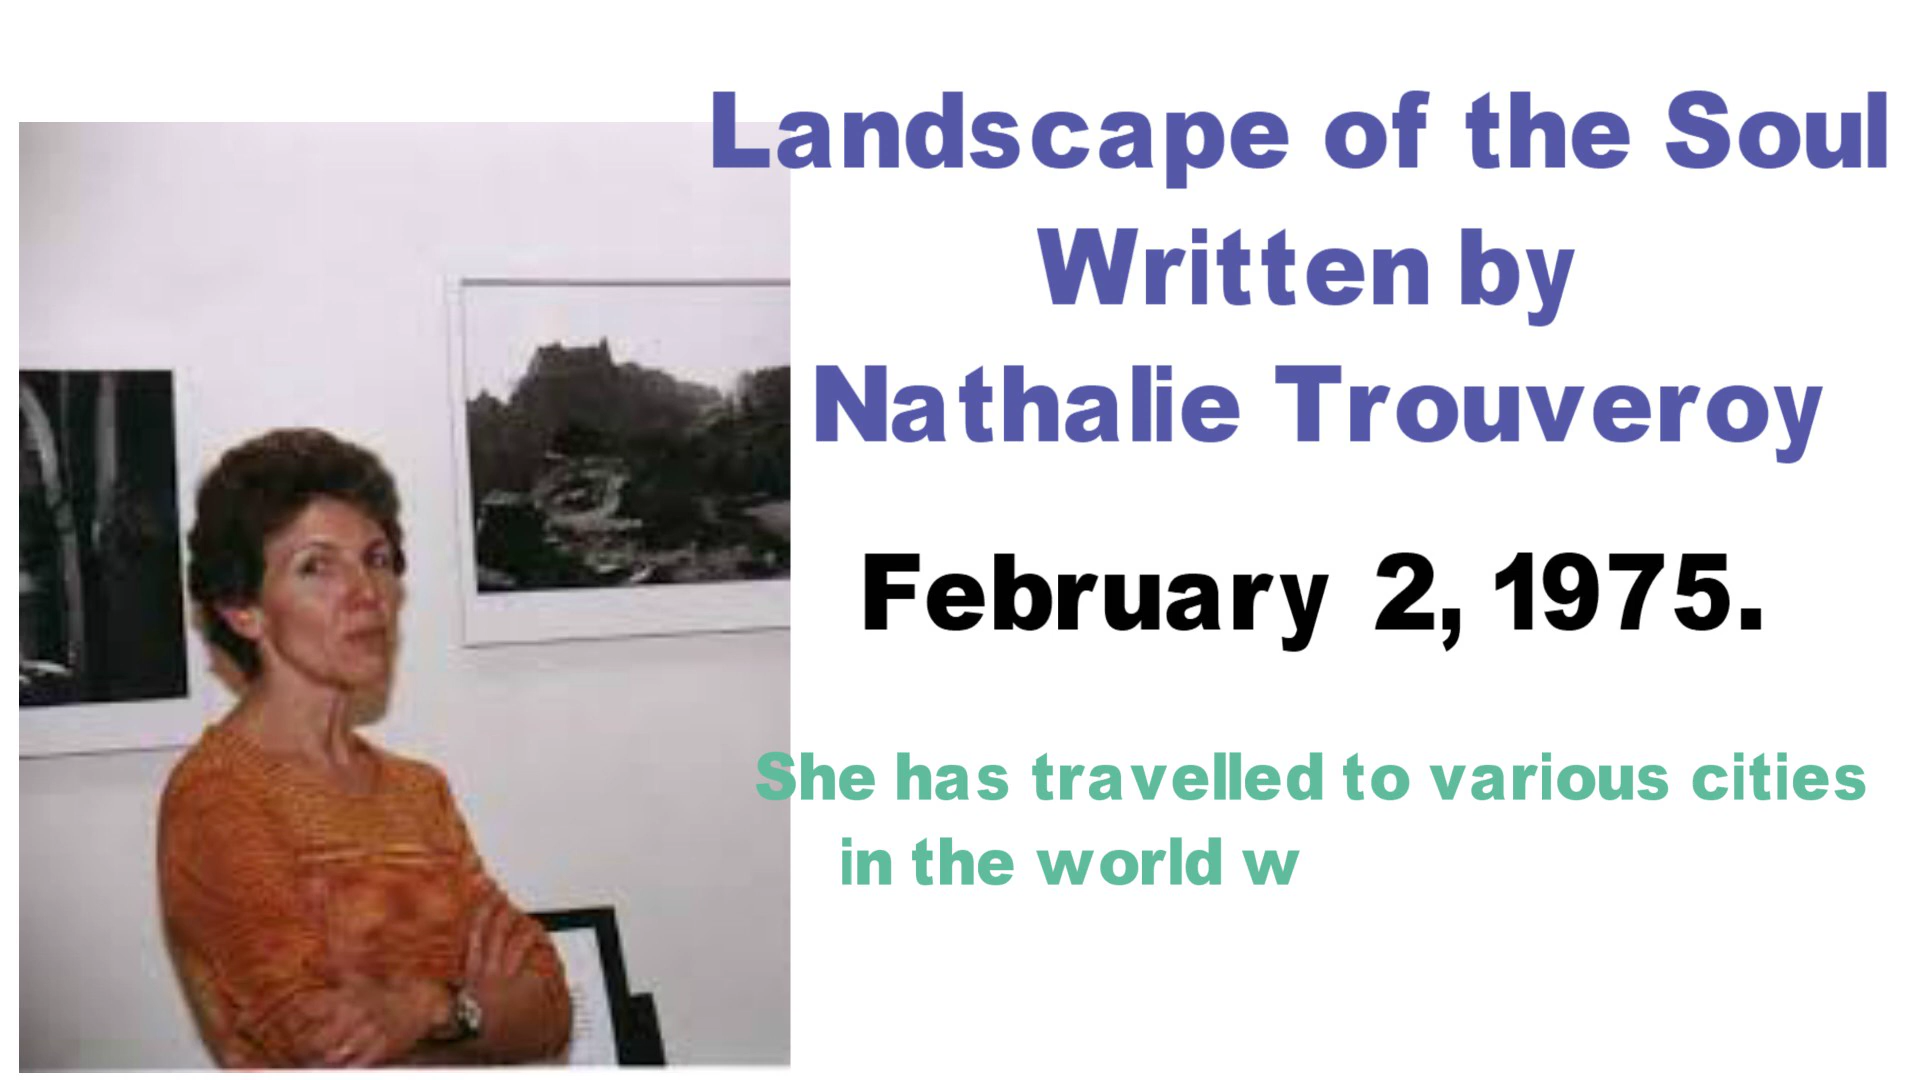 Landscape of the Soul
Written by
Nathalie Trouveroy
February 2, 1975.
She has travelled to various cities
in the world w